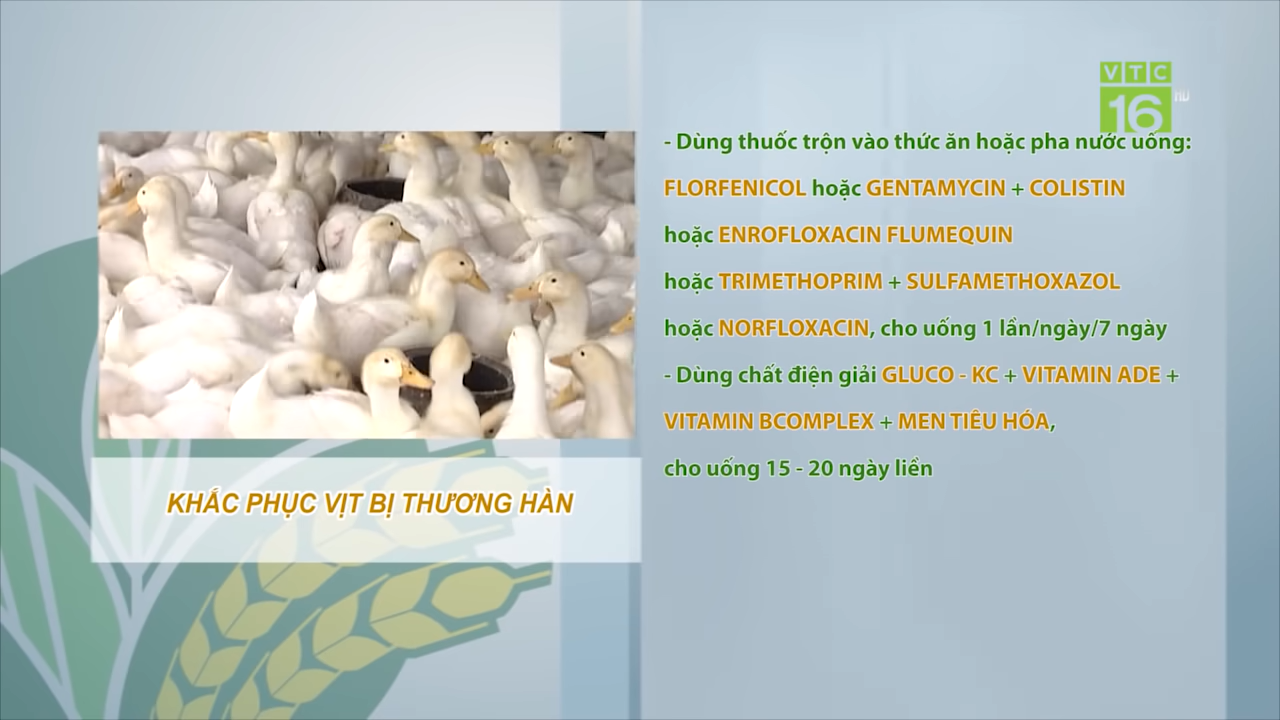 VTC
16 HD
- Dùng thuốc trộn vào thức ăn hoặc pha nước uống:
FLORFENICOL hoặc GENTAMYCIN + COLISTIN
hoặc ENROFLOXACIN FLUMEQUIN
hoặc TRIMETHOPRIM + SULFAMETHOXAZOL
hoặc NORFLOXACIN, cho uống 1 lần/ngày/7 ngày
- Dùng chất điện giải GLUCO - KC + VITAMIN ADE +
VITAMIN BCOMPLEX + MEN TIÊU HÓA,
cho uống 15 - 20 ngày liền
KHẮC PHỤC VỊT BỊ THƯƠNG HÀN